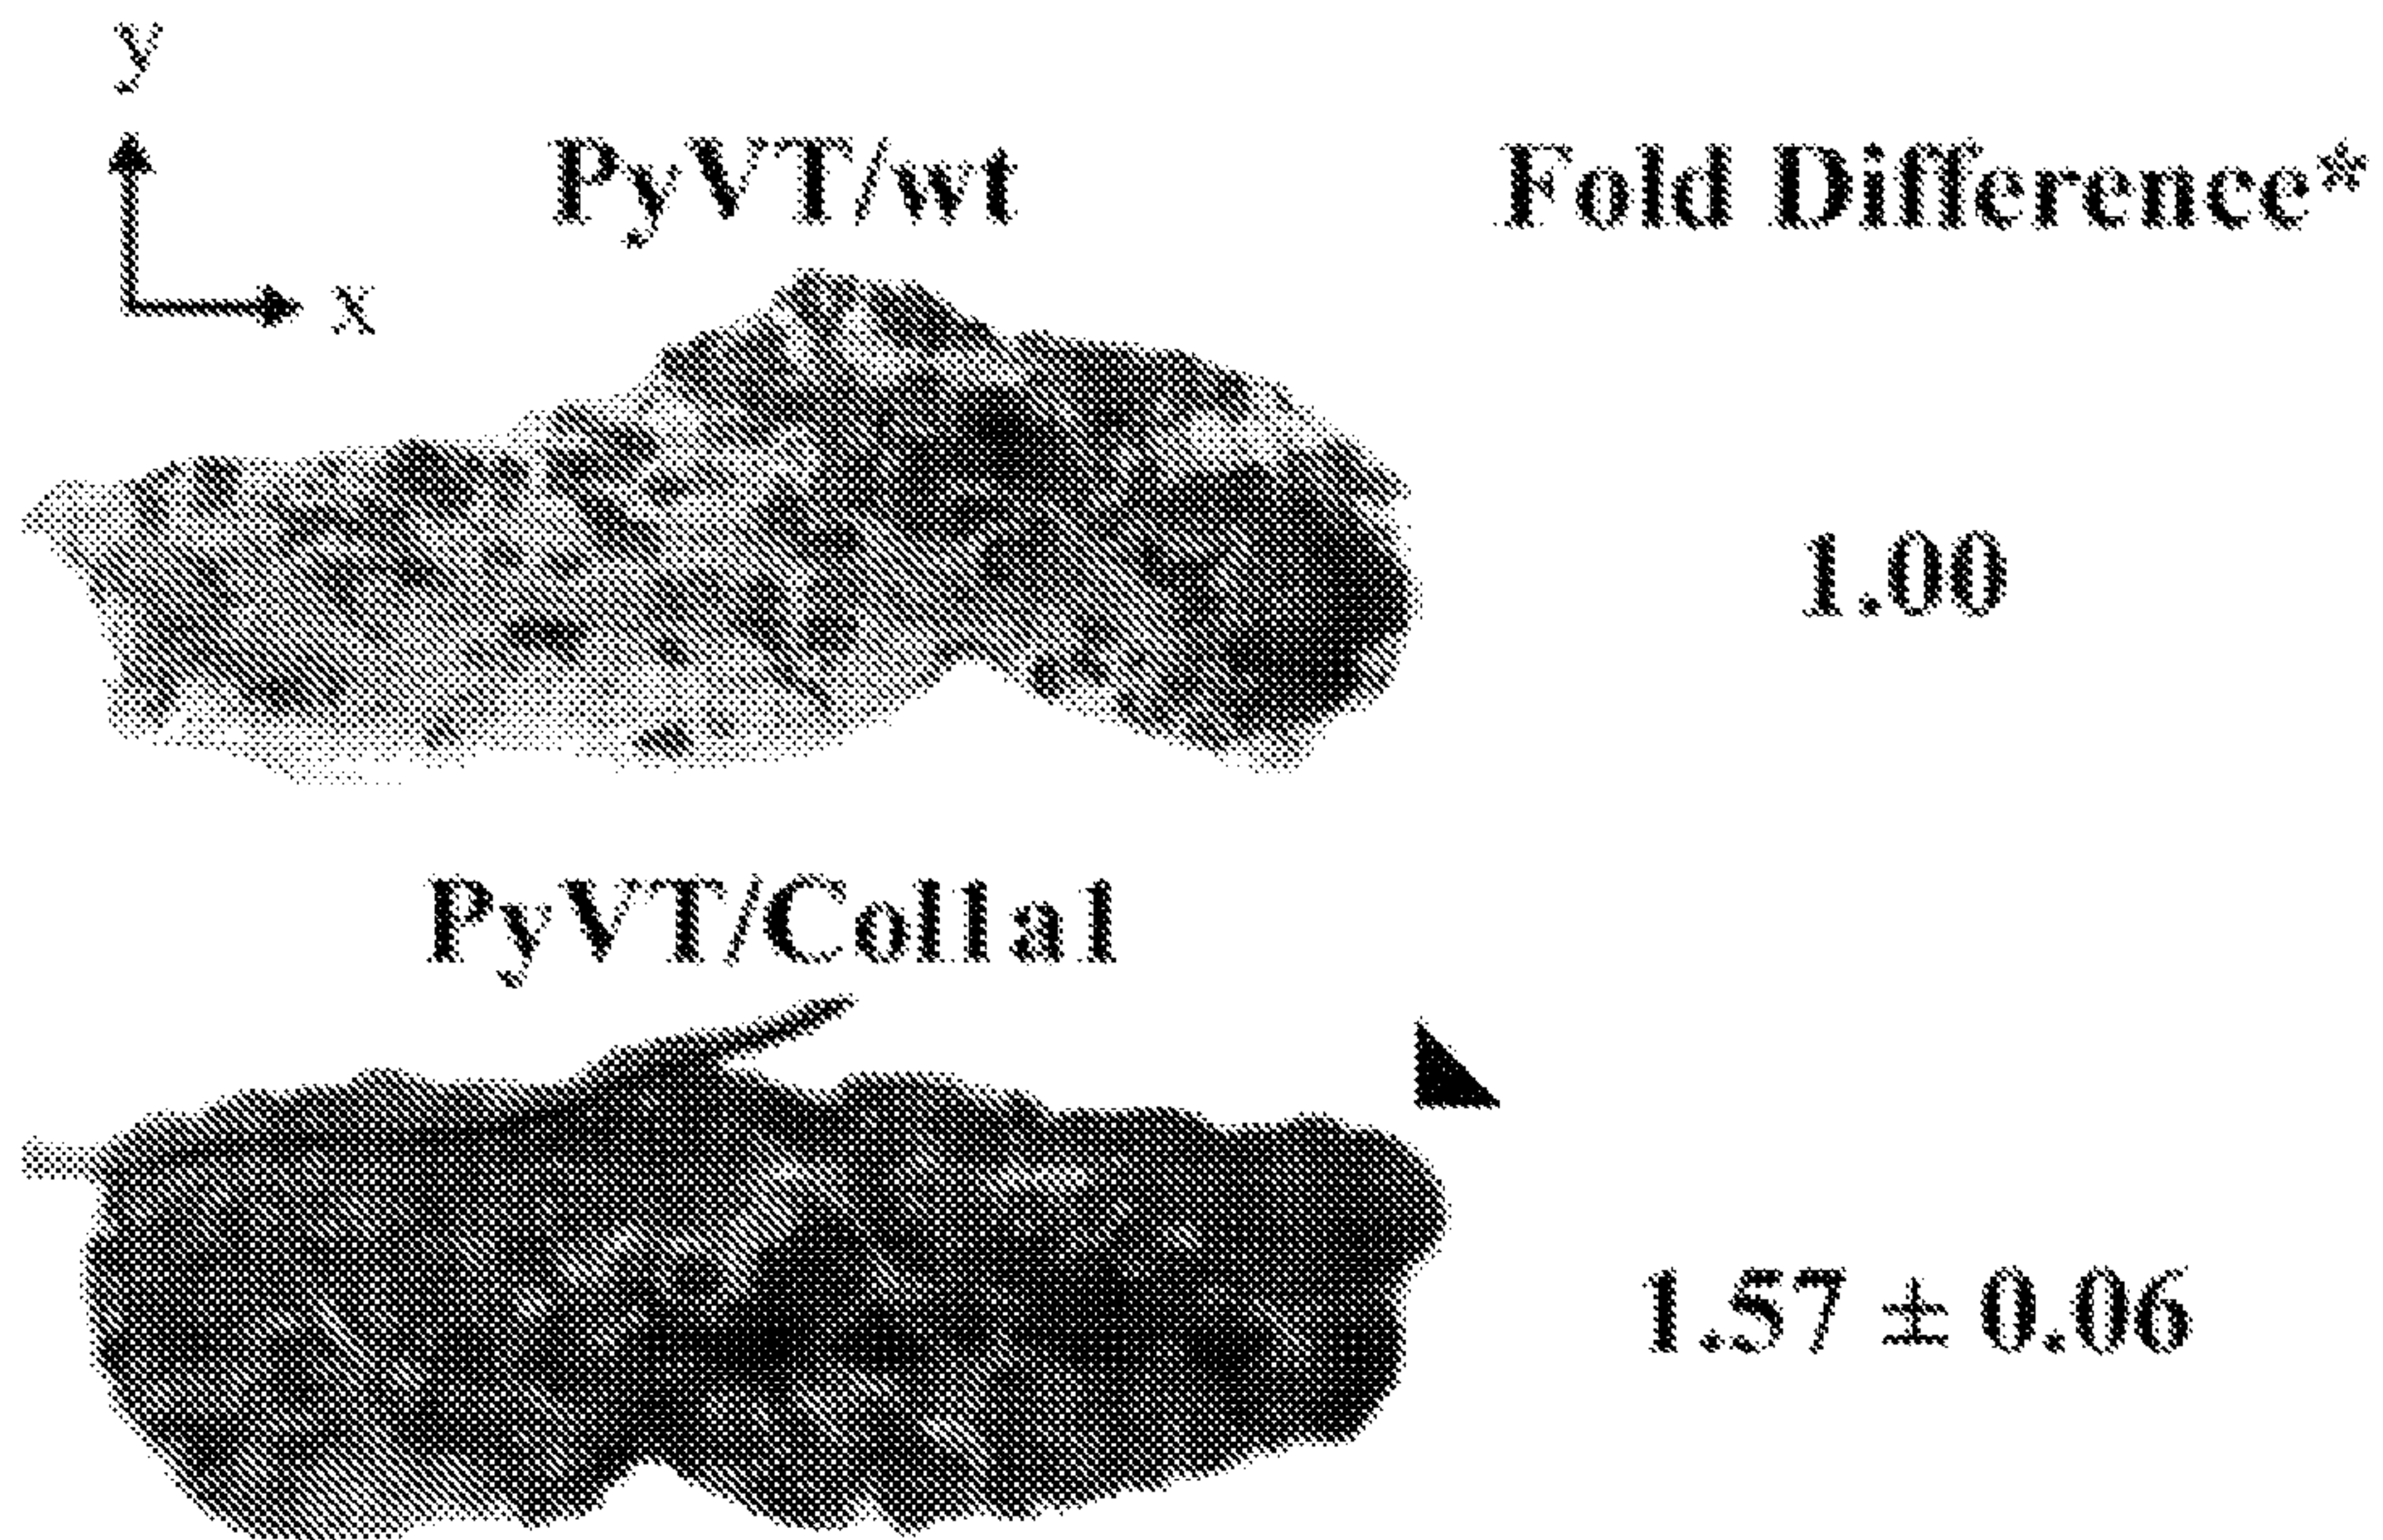 y
PyVT/wt Fold Difference*
x
1.00
PyVT/Col1a1
1.57 ± 0.06